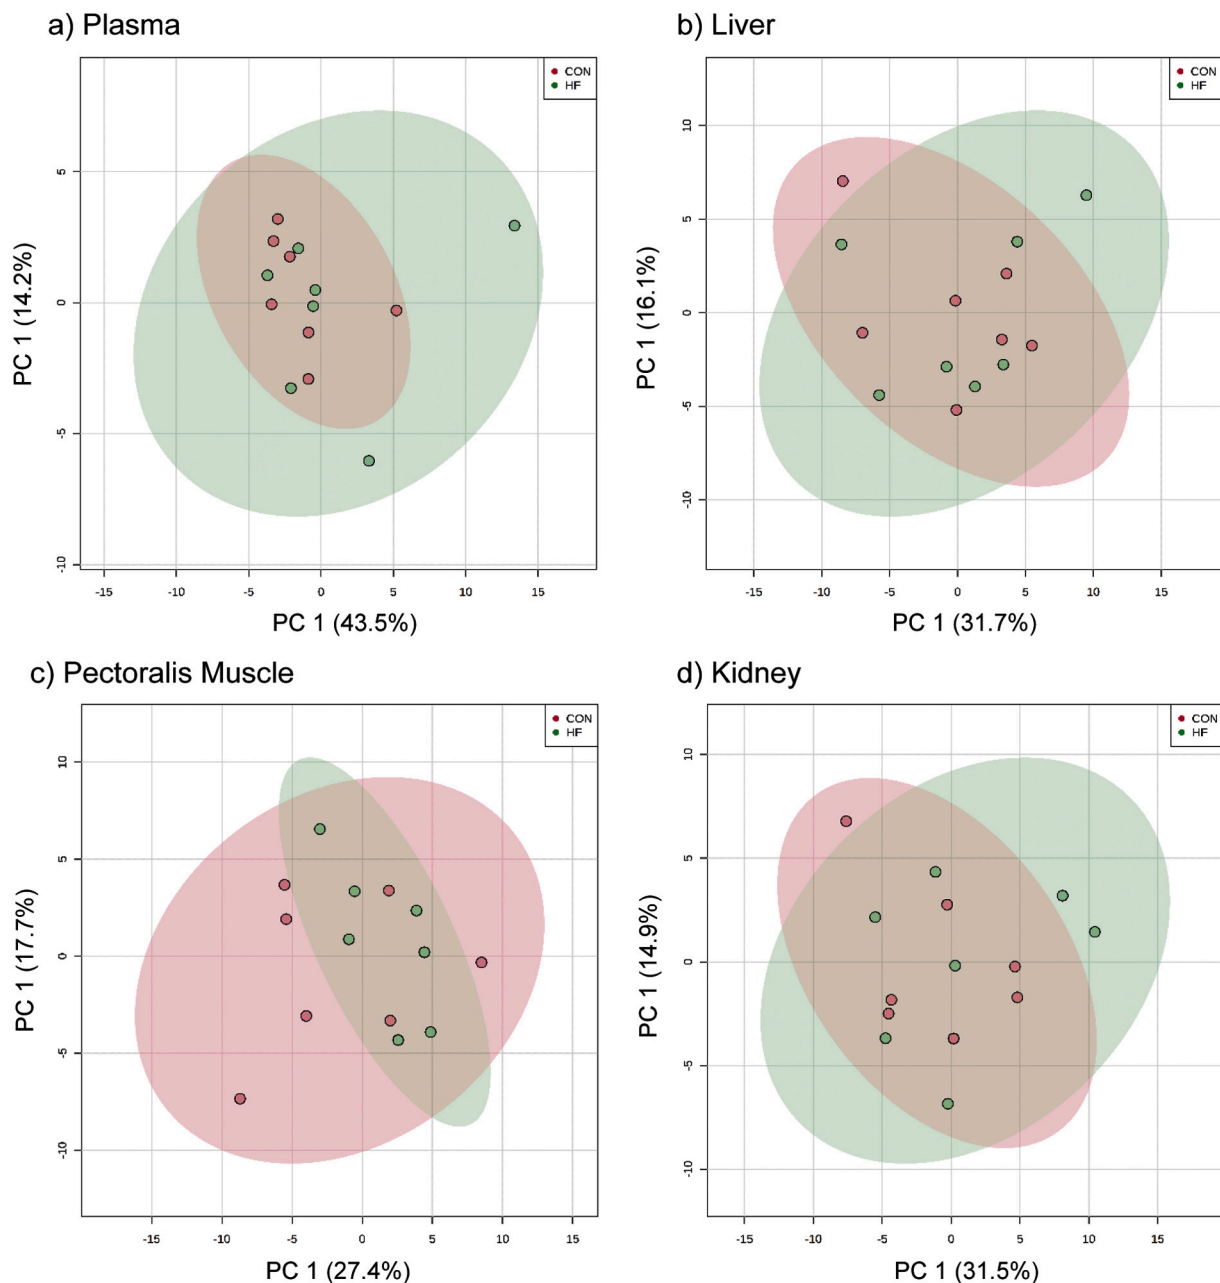 a) Plasma
CON
HF
PC 1 (14.2%)
5
0
-5
-10
-15 -10 -5 0 5 10 15
PC 1 (43.5%)
b) Liver
CON
HF
PC 1 (16.1%)
10
5
0
-5
-10
-15 -10 -5 0 5 10 15
PC 1 (31.7%)
c) Pectoralis Muscle
CON
HF
PC 1 (17.7%)
10
5
0
-5
-10
-15 -10 -5 0 5 10 15
PC 1 (27.4%)
d) Kidney
CON
HF
PC 1 (14.9%)
10
5
0
-5
-10
-15 -10 -5 0 5 10 15
PC 1 (31.5%)